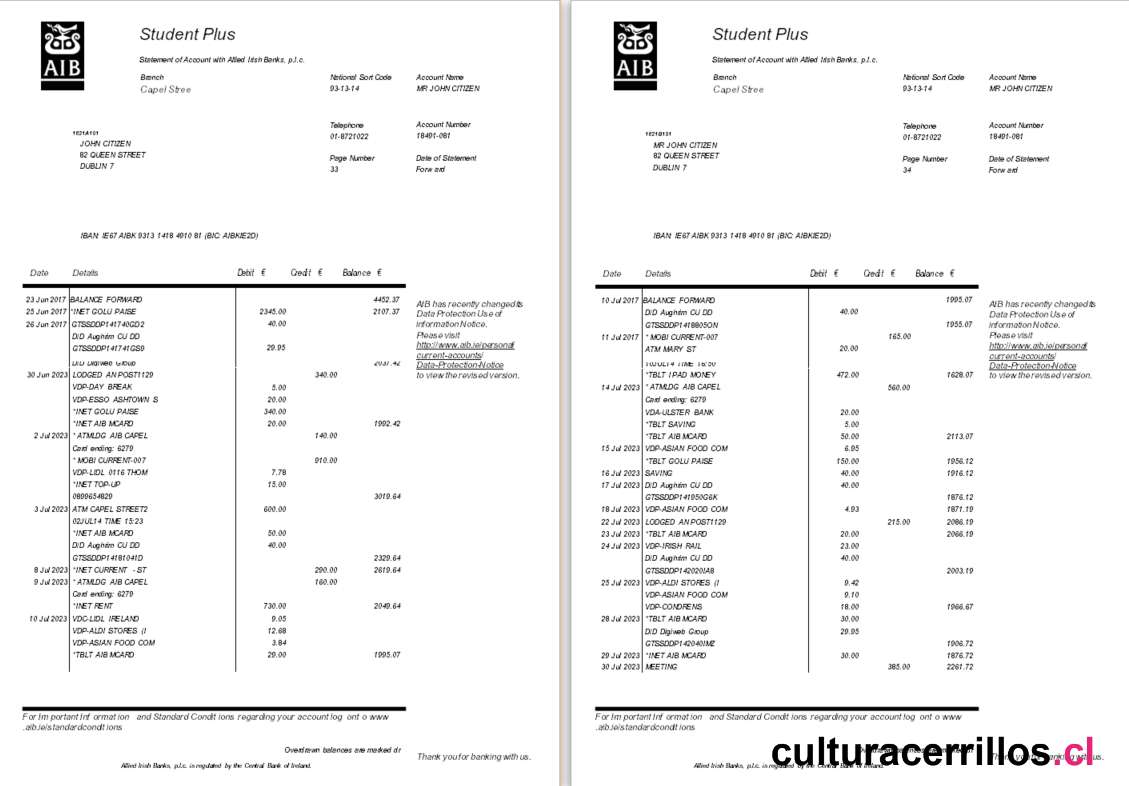 AIB
Student Plus
Statement of Account with Allied Irish Banks, p.l.c.
Branch National Sort Code Account Name
Capel Stree 93-13-14 MR JOHN CITIZEN
Telephone Account Number
1621A101 01-8721022 18491-081
JOHN CITIZEN
82 QUEEN STREET Page Number Date of Statement
DUBLIN 7 33 Forw ard
IBAN: IE67 AIBK 9313 1418 4910 81 (BIC: AIBKIE2D)
Date Details Debit € Credit € Balance €
23 Jun 2017 BALANCE FORWARD 4452.37
25 Jun 2017 *INET GOLU PAISE 2345.00 2107.37
26 Jun 2017 GTSSDDP141740GD2 40.00
D/D Aughrim CU DD
GTSSDDP141741GS9 29.95
D/D Digiweb Group 2037.42
30 Jun 2023 LODGED AN POST1129 340.00
VDP-DAY BREAK 5.00
VDP-ESSO ASHTOWN S 20.00
*INET GOLU PAISE 340.00
*INET AIB MCARD 20.00 1992.42
2 Jul 2023 * ATMLDG AIB CAPEL 140.00
Card ending: 6279
* MOBI CURRENT-007 910.00
VDP-LIDL 0116 THOM 7.78
*INET TOP-UP 15.00
0899654829 3019.64
3 Jul 2023 ATM CAPEL STREET2 600.00
02JUL14 TIME 15:23
*INET AIB MCARD 50.00
D/D Aughrim CU DD 40.00
GTSSDDP14181041D 2329.64
8 Jul 2023 *INET CURRENT - ST 290.00 2619.64
9 Jul 2023 * ATMLDG AIB CAPEL 160.00
Card ending: 6279
*INET RENT 730.00 2049.64
10 Jul 2023 VDC-LIDL IRELAND 9.05
VDP-ALDI STORES (I 12.68
VDP-ASIAN FOOD COM 3.84
*TBLT AIB MCARD 29.00 1995.07
AIB has recently changed its
Data Protection Use of
information Notice.
Please visit
http://www.aib.ie/personal/
current-accounts/
Data-Protection-Notice
to view the revised version.
For Im portant Inf ormat ion and Standard Condit ions regarding your account log ont o www
.aib.ie/standardcondt ions
Overdrawn balances are marked dr
Thank you for banking with us.
Allied Irish Banks, p.l.c. is regulated by the Central Bank of Ireland.
AIB
Student Plus
Statement of Account with Allied Irish Banks, p.l.c.
Branch National Sort Code Account Name
Capel Stree 93-13-14 MR JOHN CITIZEN
Telephone Account Number
1621B101 01-8721022 18491-081
MR JOHN CITIZEN
82 QUEEN STREET Page Number Date of Statement
DUBLIN 7 34 Forw ard
IBAN: IE67 AIBK 9313 1418 4910 81 (BIC: AIBKIE2D)
Date Details Debit € Credit € Balance €
10 Jul 2017 BALANCE FORWARD 1995.07
D/D Aughrim CU DD 40.00
GTSSDDP1418805ON 1955.07
11 Jul 2017 * MOBI CURRENT-007 165.00
ATM MARY ST 20.00
10JUL14 TIME 16:50
*TBLT IPAD MONEY 472.00 1628.07
14 Jul 2023 * ATMLDG AIB CAPEL 560.00
Card ending: 6279
VDA-ULSTER BANK 20.00
*TBLT SAVING 5.00
*TBLT AIB MCARD 50.00 2113.07
15 Jul 2023 VDP-ASIAN FOOD COM 6.95
*TBLT GOLU PAISE 150.00 1956.12
16 Jul 2023 SAVING 40.00 1916.12
17 Jul 2023 D/D Aughrim CU DD 40.00
GTSSDDP141950G6K 1876.12
18 Jul 2023 VDP-ASIAN FOOD COM 4.93 1871.19
22 Jul 2023 LODGED AN POST1129 215.00 2086.19
23 Jul 2023 *TBLT AIB MCARD 20.00 2066.19
24 Jul 2023 VDP-IRISH RAIL 23.00
D/D Aughrim CU DD 40.00
GTSSDDP142020IA8 2003.19
25 Jul 2023 VDP-ALDI STORES (I 9.42
VDP-ASIAN FOOD COM 9.10
VDP-CONDRENS 18.00 1966.67
28 Jul 2023 *TBLT AIB MCARD 30.00
D/D Digiweb Group 29.95
GTSSDDP142040IMZ 1906.72
29 Jul 2023 *INET AIB MCARD 30.00 1876.72
30 Jul 2023 MEETING 385.00 2261.72
AIB has recently changed its
Data Protection Use of
information Notice.
Please visit
http://www.aib.ie/personal/
current-accounts/
Data-Protection-Notice
to view the revised version.
For Im portant Inf ormat ion and Standard Condit ions regarding your account log ont o www
.aib.ie/standardcondt ions
culturacerrillos.cl
Allied Irish Banks, p.l.c. is regulated by the Central Bank of Ireland.